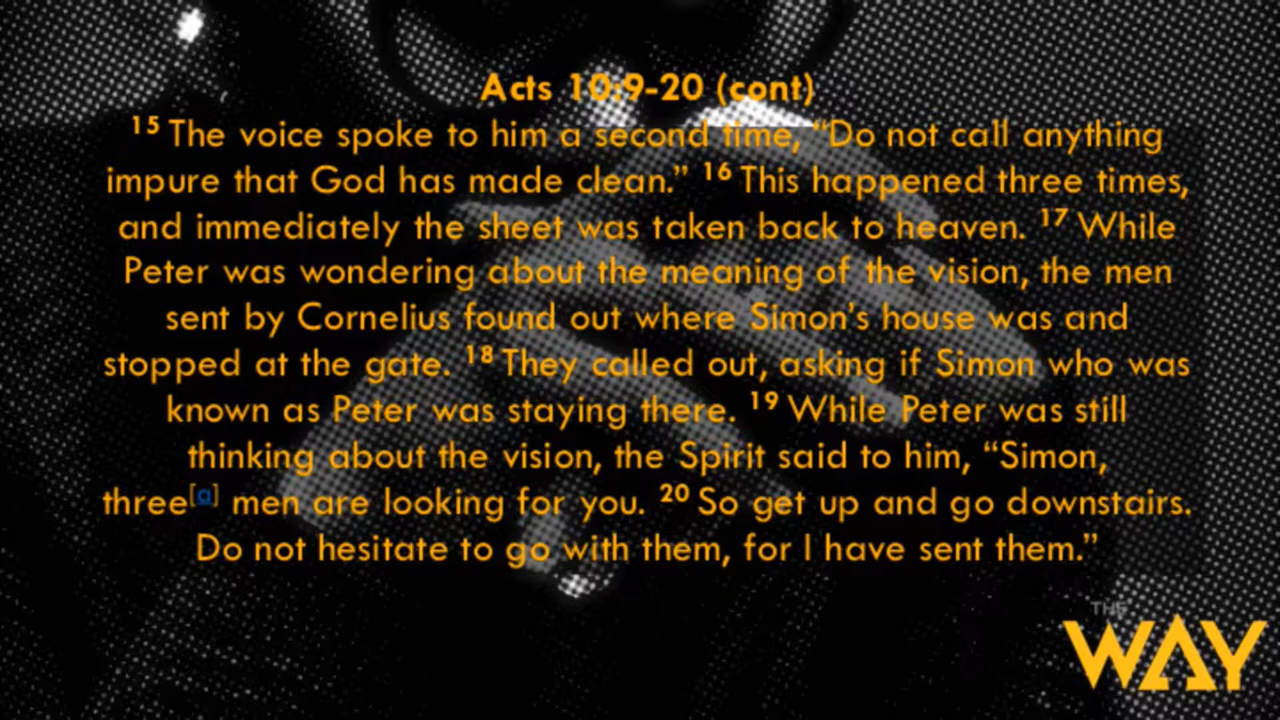 Acts 10:9-20 (cont)
15 The voice spoke to him a second time, “Do not call anything
impure that God has made clean.” 16 This happened three times,
and immediately the sheet was taken back to heaven. 17 While
Peter was wondering about the meaning of the vision, the men
sent by Cornelius found out where Simon’s house was and
stopped at the gate. 18 They called out, asking if Simon who was
known as Peter was staying there. 19 While Peter was still
thinking about the vision, the Spirit said to him, “Simon,
three[a] men are looking for you. 20 So get up and go downstairs.
Do not hesitate to go with them, for I have sent them.”
THE
WAY